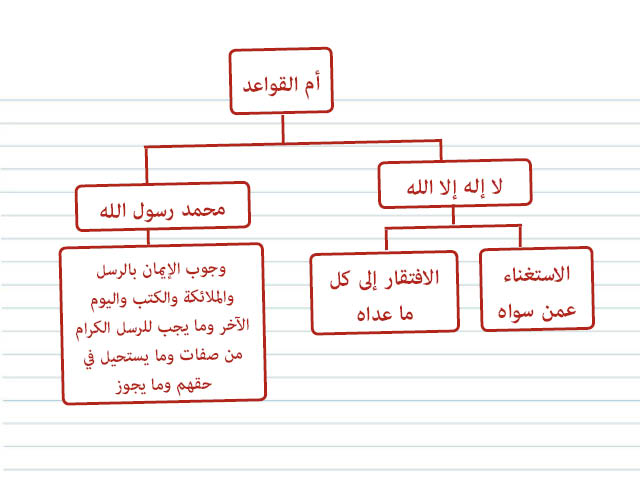 أم القواعد
لا إله إلا الله
محمد رسول الله
الاستغناء
عمن سواه
الافتقار إلى كل
ما عداه
وجوب الإيمان بالرسل
والملائكة والكتب واليوم
الآخر وما يجب للرسل الكرام
من صفات وما يستحيل في
حقهم وما يجوز